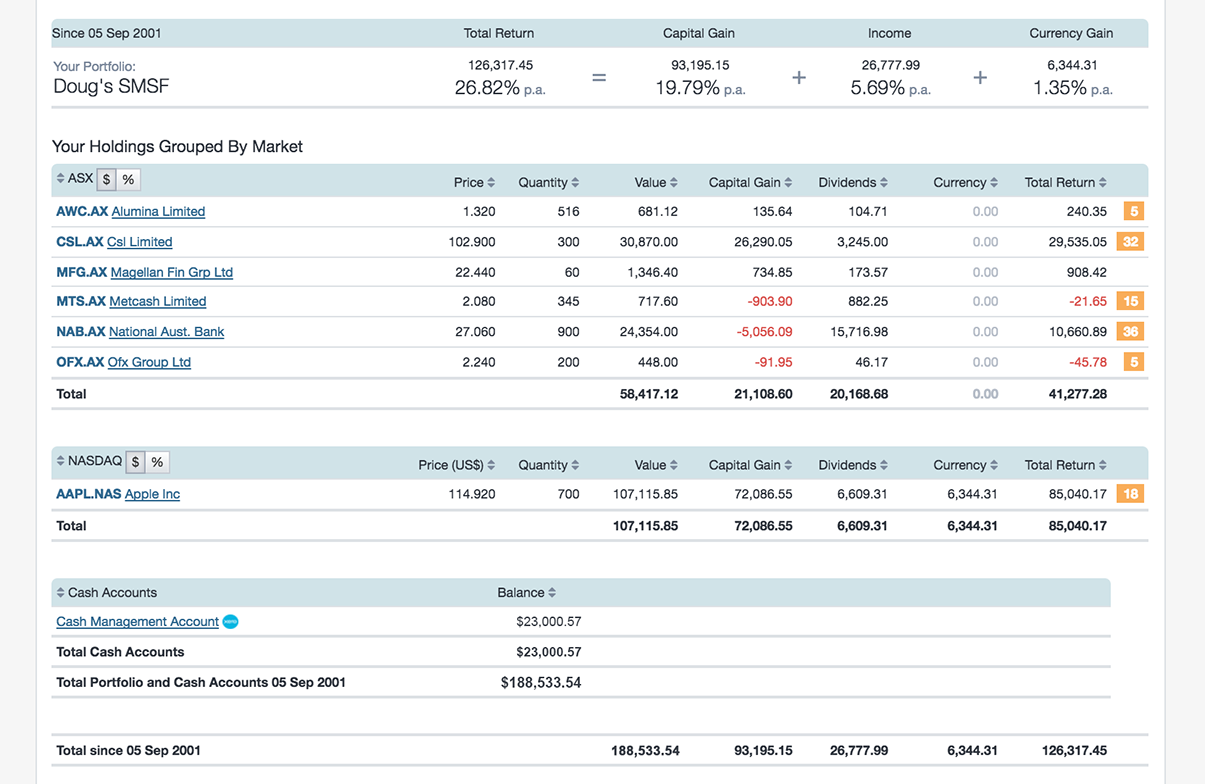 Since 05 Sep 2001 Total Return Capital Gain Income Currency Gain
Your Portfolio: 126,317.45 93,195.15 26,777.99 6,344.31
Doug's SMSF 26.82% p.a. = 19.79% p.a. + 5.69% p.a. + 1.35% p.a.
Your Holdings Grouped By Market
ASX $ % Price Quantity Value Capital Gain Dividends Currency Total Return
AWC.AX Alumina Limited 1.320 516 681.12 135.64 104.71 0.00 240.35 5
CSL.AX Csl Limited 102.900 300 30,870.00 26,290.05 3,245.00 0.00 29,535.05 32
MFG.AX Magellan Fin Grp Ltd 22.440 60 1,346.40 734.85 173.57 0.00 908.42
MTS.AX Metcash Limited 2.080 345 717.60 -903.90 882.25 0.00 -21.65 15
NAB.AX National Aust. Bank 27.060 900 24,354.00 -5,056.09 15,716.98 0.00 10,660.89 36
OFX.AX Ofx Group Ltd 2.240 200 448.00 -91.95 46.17 0.00 -45.78 5
Total 58,417.12 21,108.60 20,168.68 0.00 41,277.28
NASDAQ $ % Price (US$) Quantity Value Capital Gain Dividends Currency Total Return
AAPL.NAS Apple Inc 114.920 700 107,115.85 72,086.55 6,609.31 6,344.31 85,040.17 18
Total 107,115.85 72,086.55 6,609.31 6,344.31 85,040.17
Cash Accounts Balance
Cash Management Account $23,000.57
Total Cash Accounts $23,000.57
Total Portfolio and Cash Accounts 05 Sep 2001 $188,533.54
Total since 05 Sep 2001 188,533.54 93,195.15 26,777.99 6,344.31 126,317.45